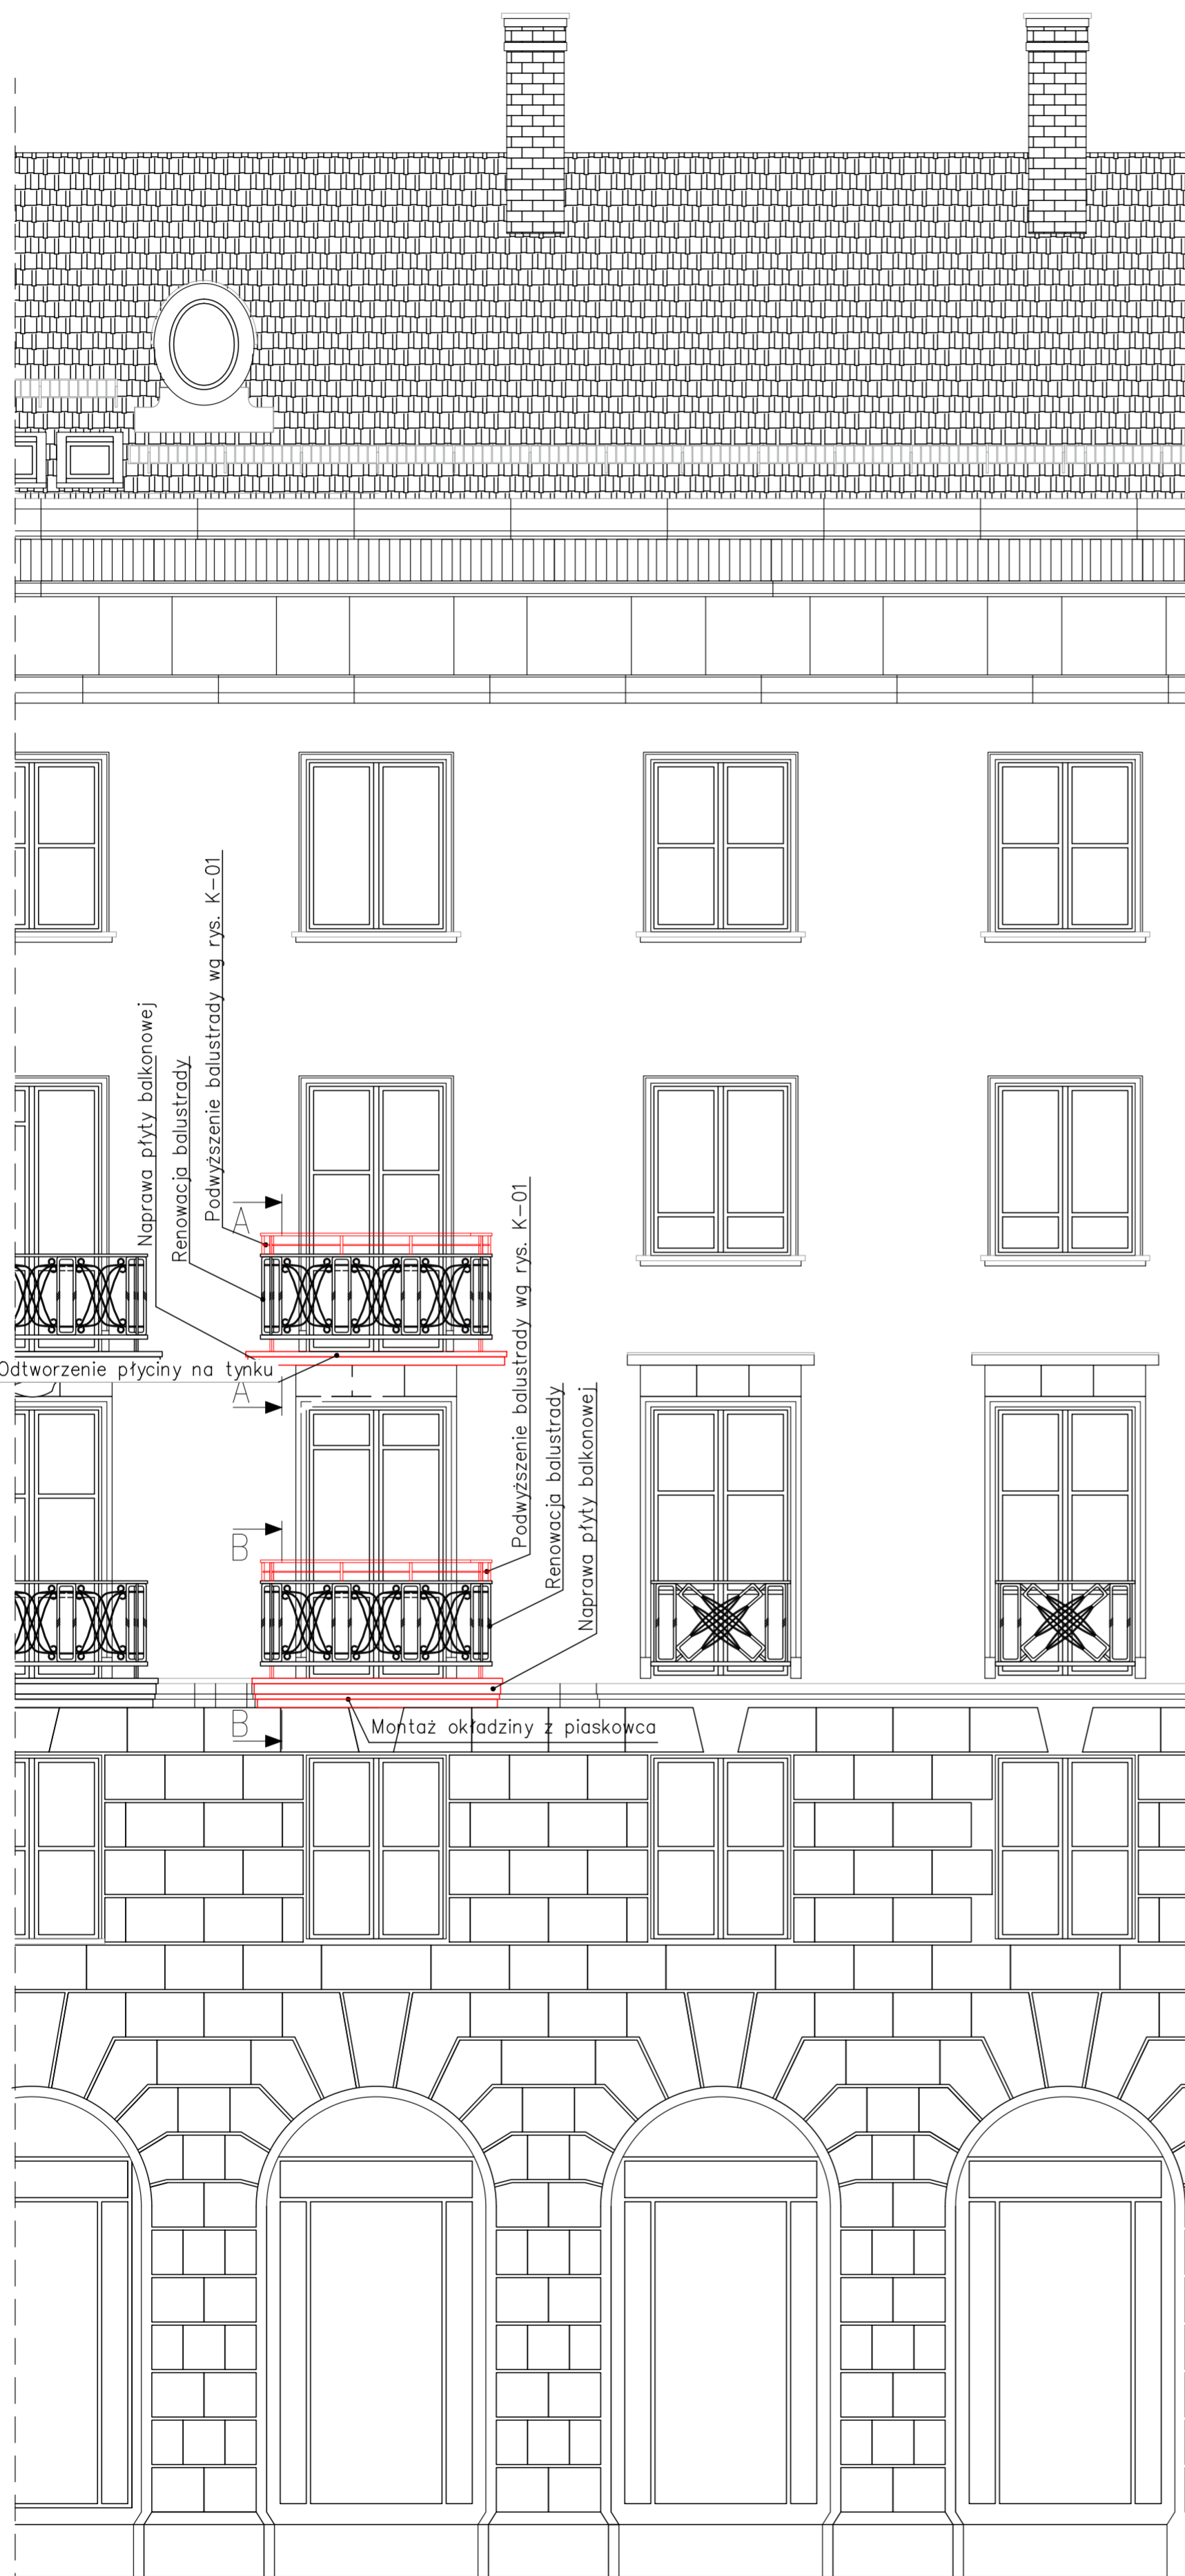 Naprawa płyty balkonowej
Renowacja balustrady
Podwyższenie balustrady wg rys. K-01
A
Odtworzenie płyciny na tynku
A
Podwyższenie balustrady wg rys. K-01
Renowacja balustrady
Naprawa płyty balkonowej
B
B
Montaż okładziny z piaskowca